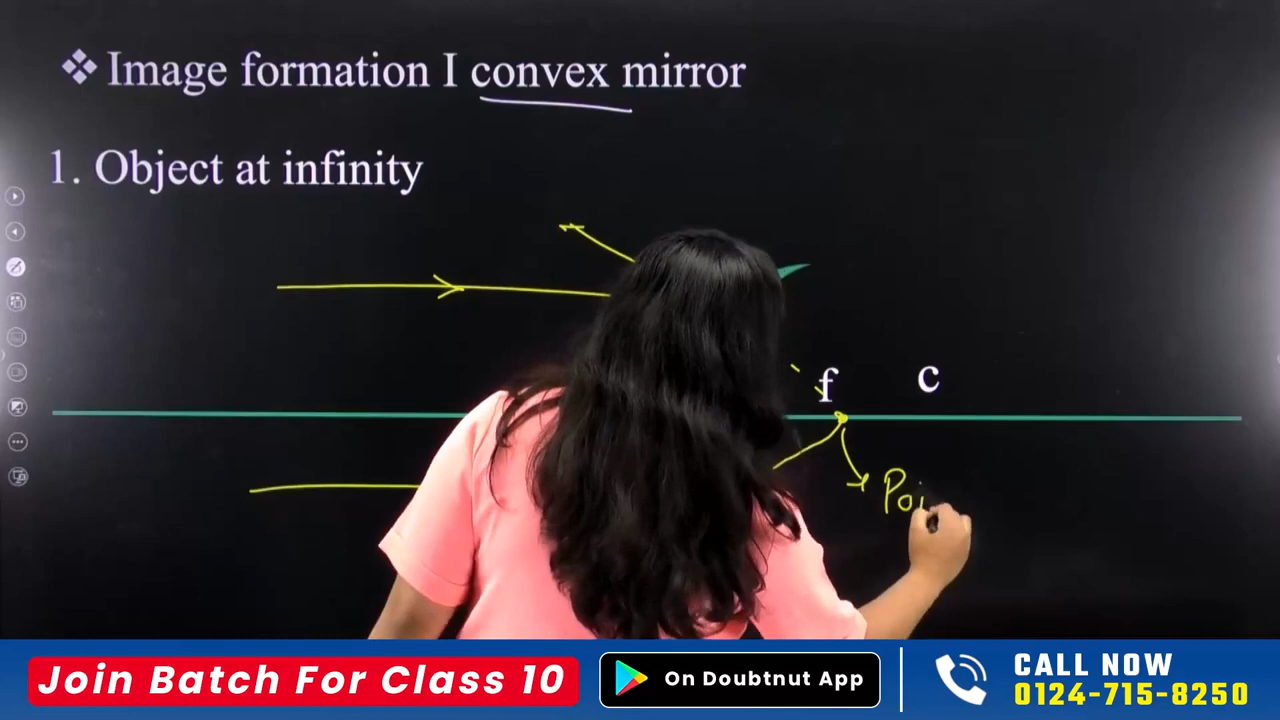 ❖ Image formation I convex mirror
1. Object at infinity
f
c
Poi
Join Batch For Class 10
On Doubtnut App
CALL NOW
0124-715-8250